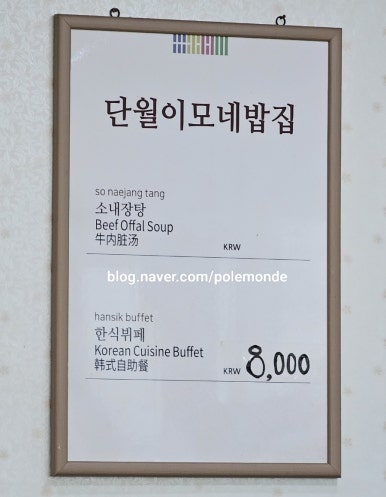 단월이모네밥집
so naejang tang
소내장탕
Beef Offal Soup
牛内脏汤
KRW
blog.naver.com/polemonde
hansik buffet
한식뷔페
Korean Cuisine Buffet
韩式自助餐
KRW 8,000